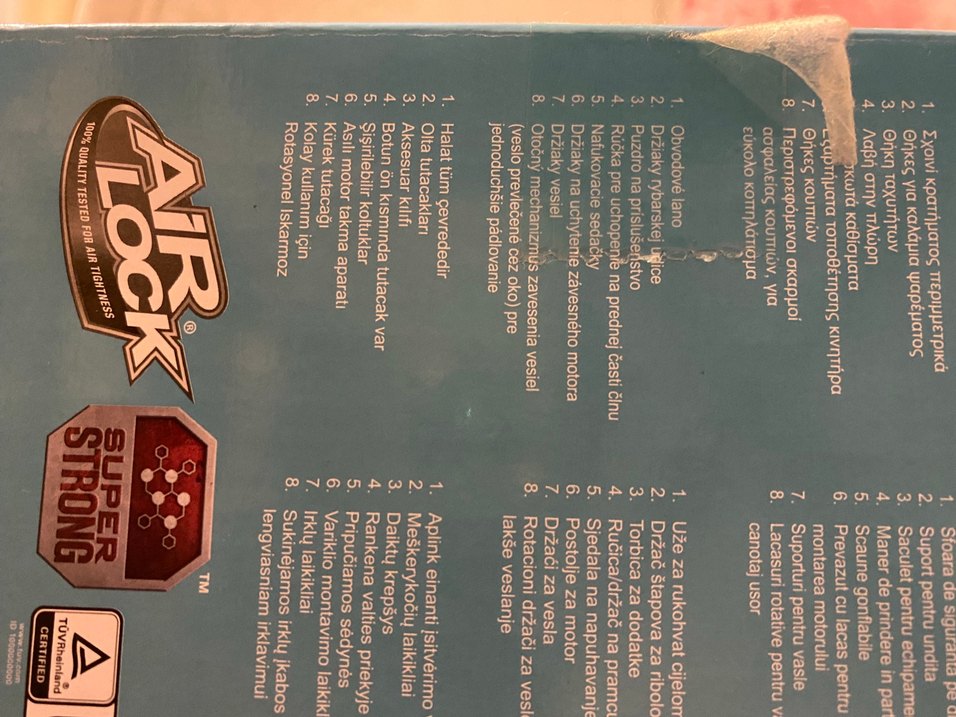 1. Σχοινί κρατήματος περιμμετρικά
2. Θήκες για καλάμια ψαρέματος
3. Θήκη ταχυτήτων
4. Λαβή στην πλώρη
καθίσματα
τοποθέτησης κινητήρα
7. Θήκες κουπιών
8. Περιστρεφόμενοι σκαρμοί
ασφαλείας κουπιών, για
εύκολο κοπηλάτημα
1. Obvodové lano
2. Držiaky rybárskej udice
3. Puzdro na príslušenstvo
4. Rúčka pre uchopenie na prednej časti člnu
5. Nafukovacie sedačky
6. Držiaky na uchytenie závesného motora
7. Držiaky vesiel
8. Otočný mechanizmus zavesenia vesiel
(veslo prevlečené cez oko) pre
jednoduchšie pádlovanie
1. Halat tüm çevrededir
2. Olta tutacakları
3. Aksesuar kılıfı
4. Botun ön kısmında tutacak var
5. Şişirilebilir koltuklar
6. Asılı motor takma aparatı
7. Kürek tutacağı
8. Kolay kullanım için
Rotasyonel Iskarmoz
1. Sfoara de siguranta pe
2. Suport pentru undita
3. Saculet pentru
4. Maner de prindere in
5. Scaune gonflabile
6. Prevazut cu lacas pentru
montarea motorului
7. Suporturi pentru vasle
8. Lacasuri rotative pentru
canotaj usor
1. Uže za rukohvat cijelom
2. Držač štapova za ribolo
3. Torbica za dodatke
4. Ručica/držač na pramcu
5. Sjedala na napuhavanje
6. Postolje za motor
7. Držači za vesla
8. Rotacioni držači za vesl
lakše veslanje
1. Aplink einanti įsitvėrimo
2. Meškerykočių laikikliai
3. Daiktų krepšys
4. Rankena valties priekyje
5. Pripučiamos sėdynės
6. Variklio montavimo laikikl
7. Irklų laikikliai
8. Sukinėjamos irklų įkabos
lengviasniam irklavimui
AIR LOCK®
100% QUALITY TESTED FOR AIR TIGHTNESS
SUPER
STRONG
TM
TÜVRheinland®
CERTIFIED
www.tuv.com